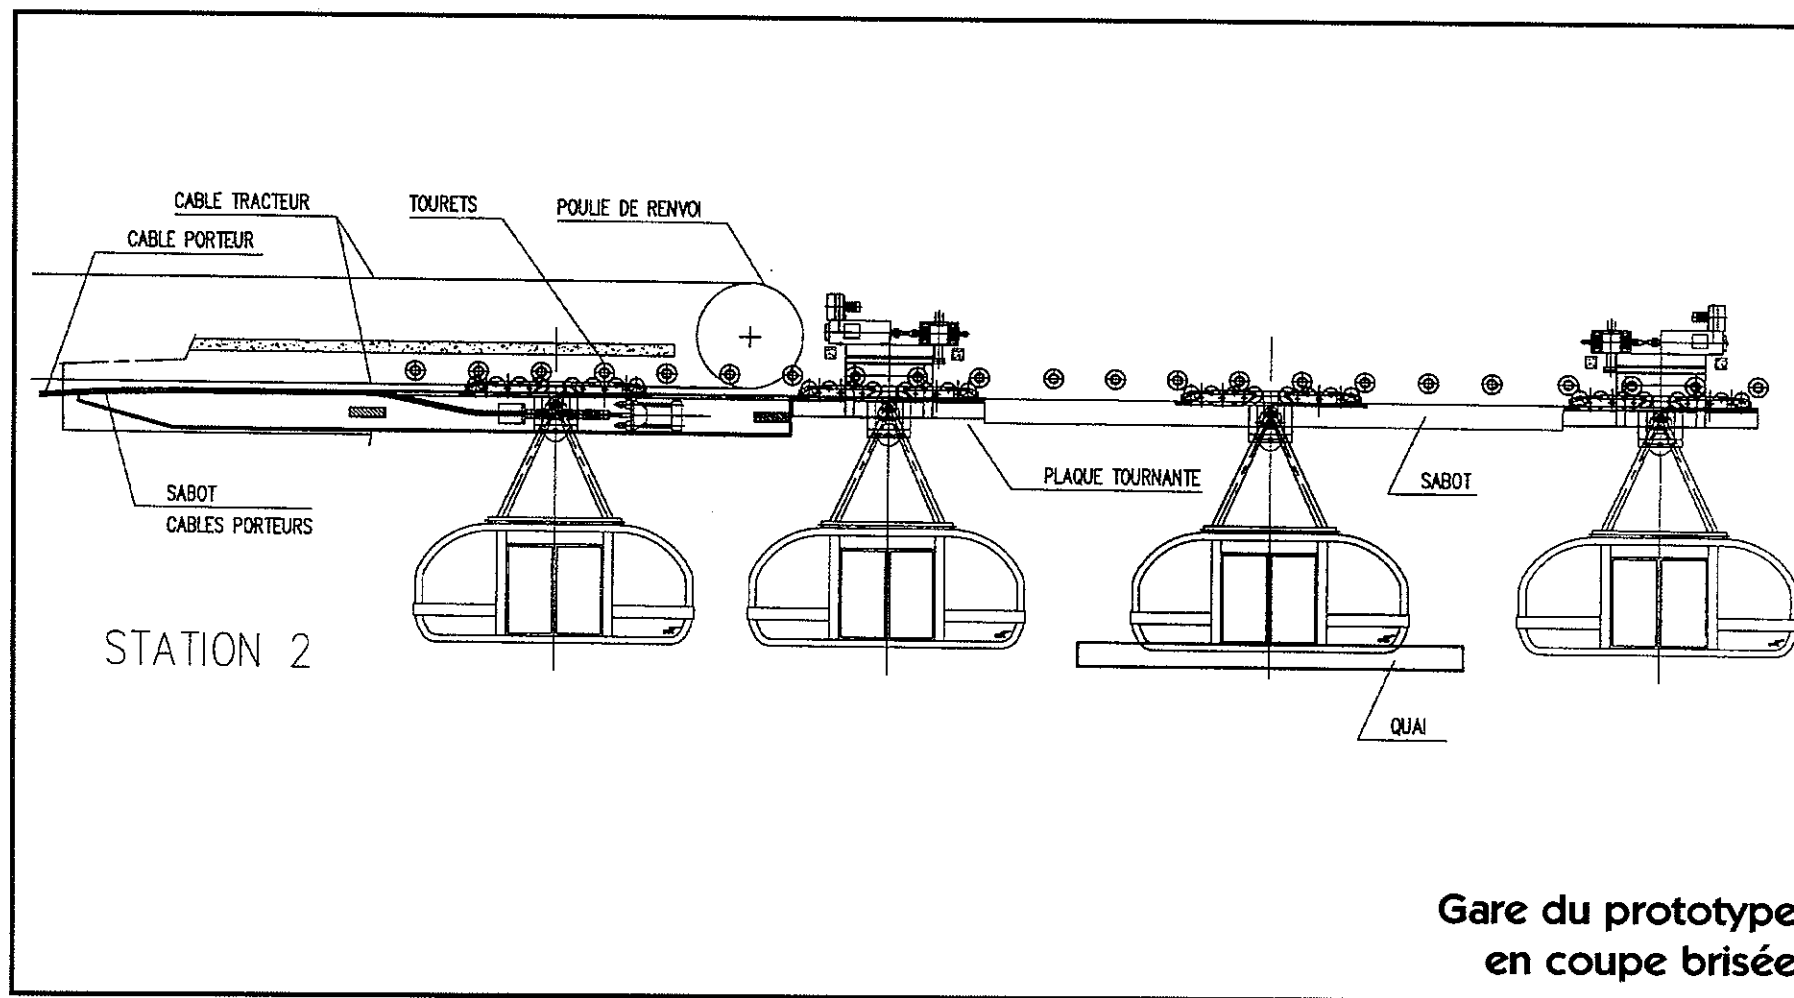 CABLE TRACTEUR
TOURETS
POULIE DE RENVOI
CABLE PORTEUR
PLAQUE TOURNANTE
SABOT
SABOT
CABLES PORTEURS
STATION 2
QUAI
Gare du prototype
en coupe brisée